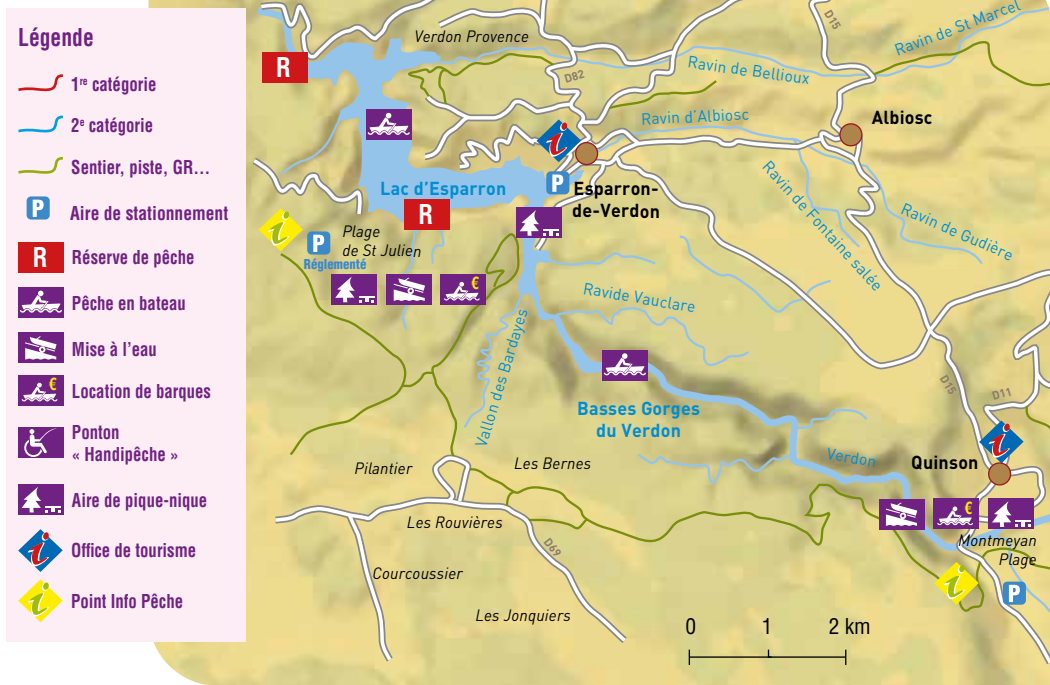 Légende
1re catégorie
2e catégorie
Sentier, piste, GR...
P
Aire de stationnement
R
Réserve de pêche
Pêche en bateau
Mise à l'eau
€
Location de barques
Ponton
« Handipêche »
Aire de pique-nique
i
Office de tourisme
i
Point Info Pêche
Verdon Provence
D15
Ravin de St Marcel
R
D82
Ravin de Bellioux
Ravin d'Albiosc
Albiosc
i
Lac d'Esparron
P
Esparron-
de-Verdon
R
Ravin de Fontaine salée
Ravin de Gudière
i
P
Réglementé
Plage
de St Julien
€
Ravide Vauclare
Vallon des Bardayes
Basses Gorges
du Verdon
D15
D11
i
Verdon
Quinson
Pilantier
Les Bernes
€
Les Rouvières
D69
Montmeyan
Plage
Courcoussier
i
P
Les Jonquiers
0 1 2 km